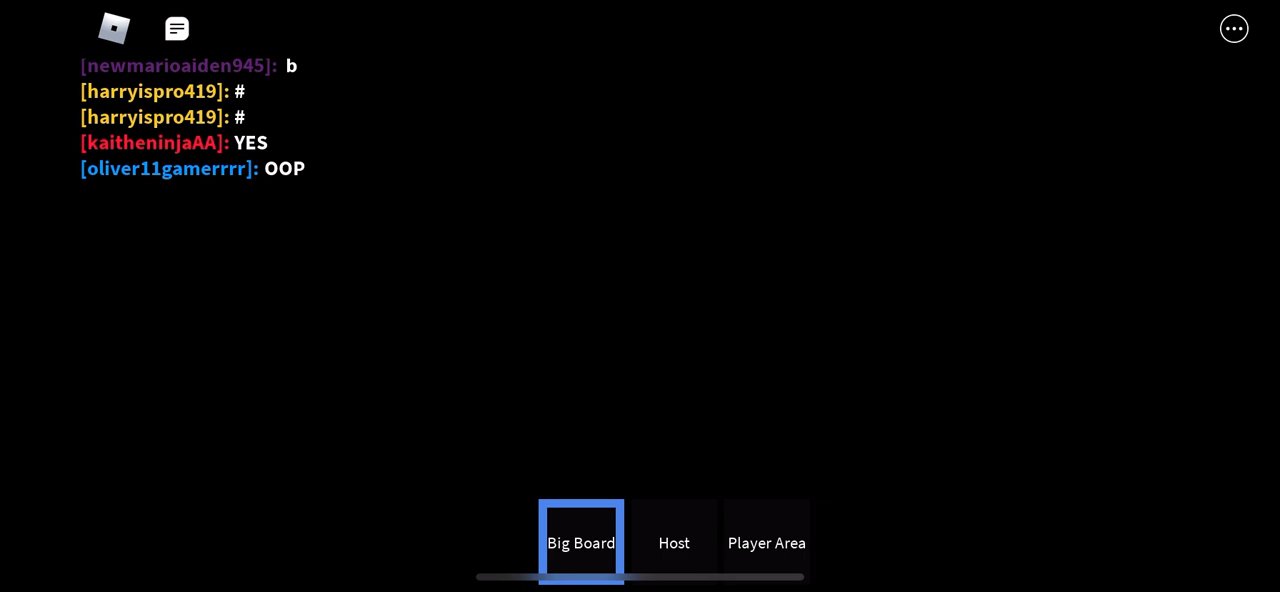 [newmarioaiden945]: b
[harryispro419]: #
[harryispro419]: #
[kaitheninjaAA]: YES
[oliver11gamerrrr]: OOP
Big Board Host Player Area